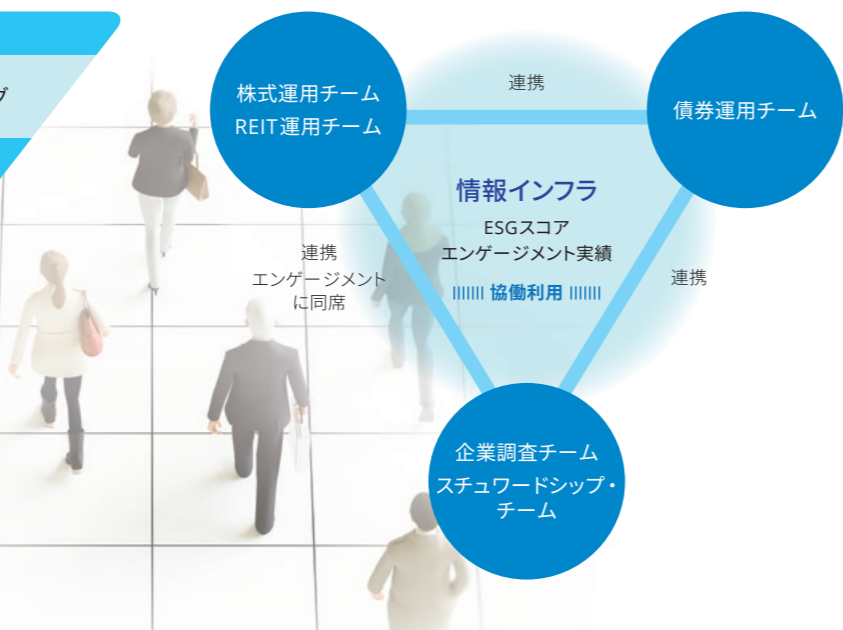 グ
株式運用チーム
REIT運用チーム
連携
債券運用チーム
情報インフラ
ESGスコア
エンゲージメント実績
協働利用
連携
エンゲージメント
に同席
連携
企業調査チーム
スチュワードシップ・
チーム